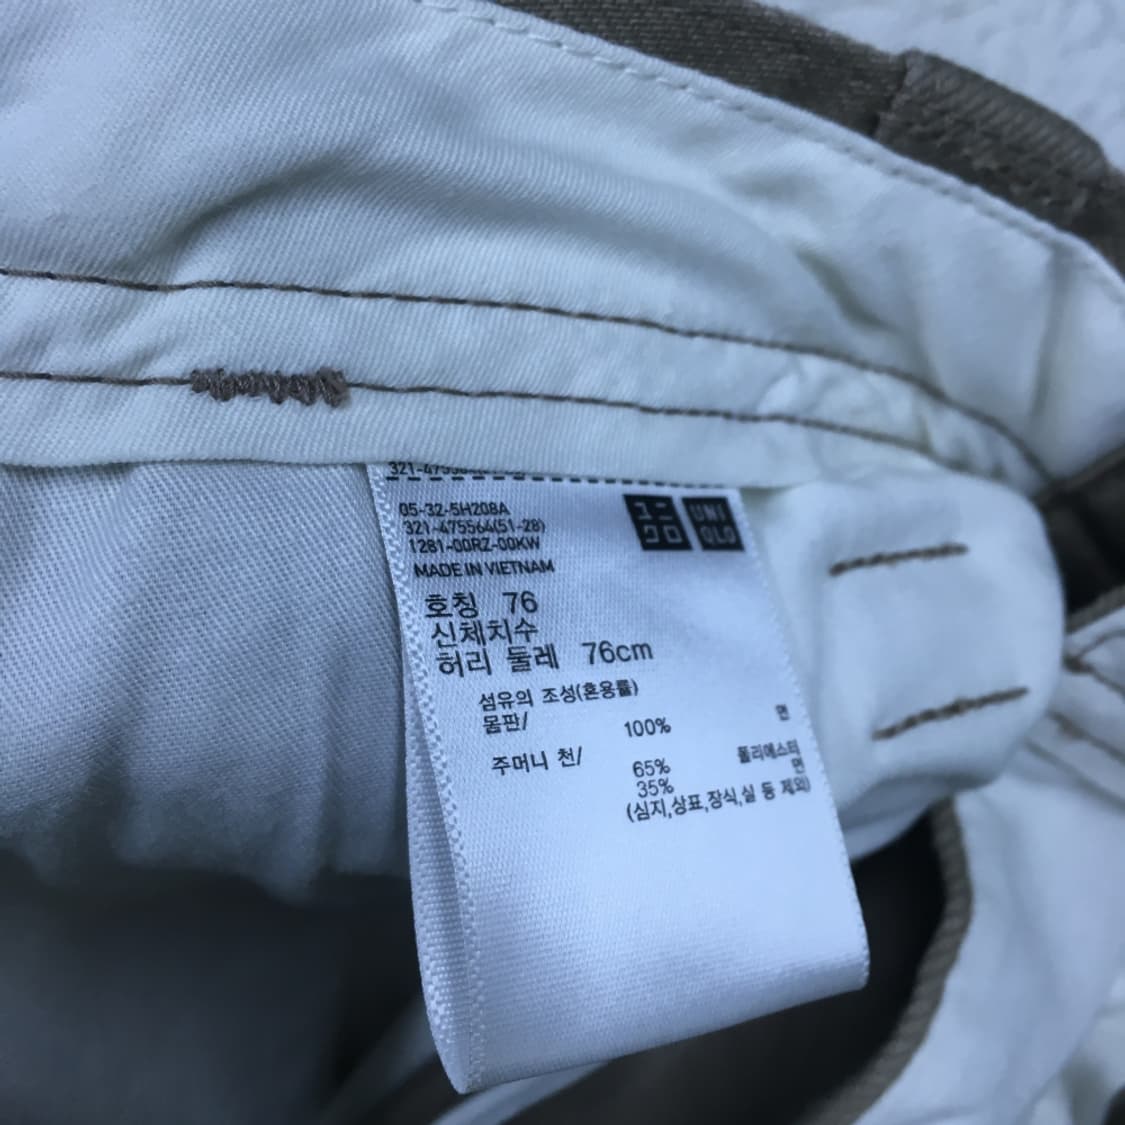 05-32-5H208A
321-475564(51-28)
1281-00RZ-00KW
MADE IN VIETNAM
ユニ
クロ
UNI
QLO
호칭 76
신체치수
허리 둘레 76cm
섬유의 조성(혼용률)
몸판/ 100% 면
주머니 천/ 65% 폴리에스터
35% 면
(심지,상표,장식,실 등 제외)